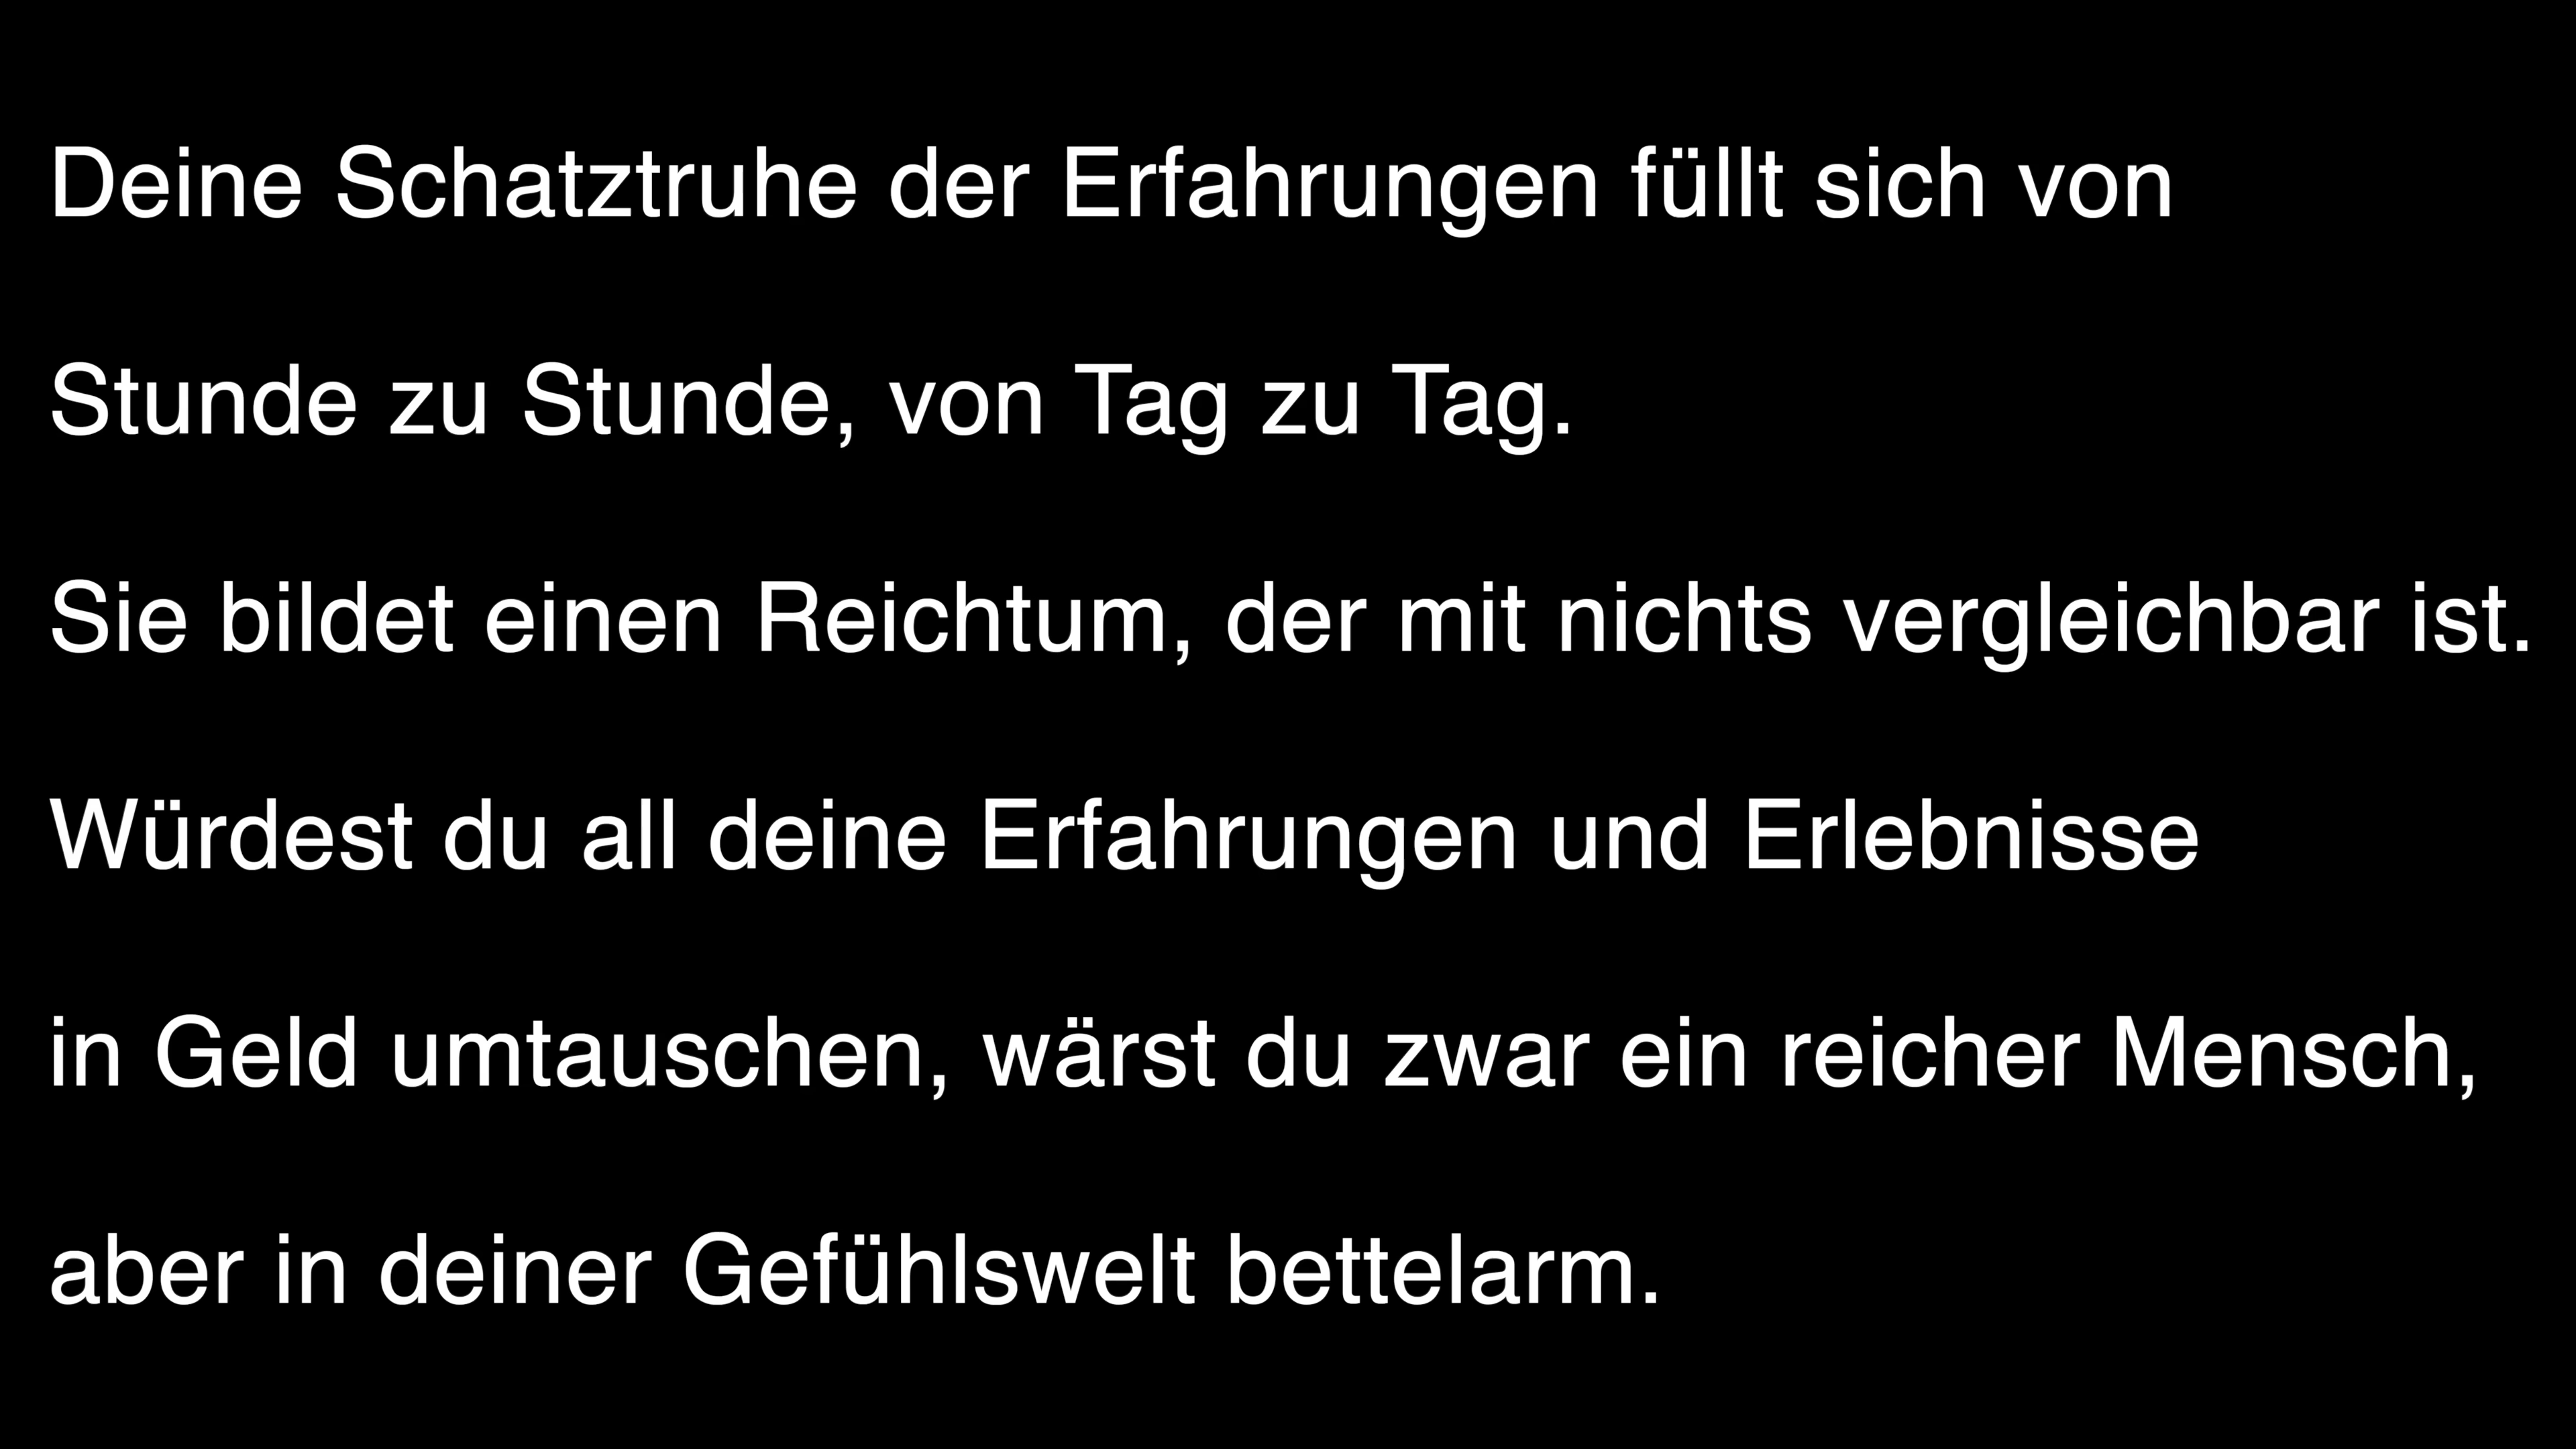 Deine Schatztruhe der Erfahrungen füllt sich von
Stunde zu Stunde, von Tag zu Tag.
Sie bildet einen Reichtum, der mit nichts vergleichbar ist.
Würdest du all deine Erfahrungen und Erlebnisse
in Geld umtauschen, wärst du zwar ein reicher Mensch,
aber in deiner Gefühlswelt bettelarm.